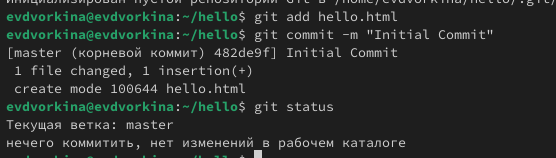 Инициализирован пустой репозиторий Git в /home/evdvorkina/hello/.git/
evdvorkina@evdvorkina:~/hello$ git add hello.html
evdvorkina@evdvorkina:~/hello$ git commit -m "Initial Commit"
[master (корневой коммит) 482de9f] Initial Commit
 1 file changed, 1 insertion(+)
 create mode 100644 hello.html
evdvorkina@evdvorkina:~/hello$ git status
Текущая ветка: master
нечего коммитить, нет изменений в рабочем каталоге
evdvorkina@evdvorkina:~/hello$